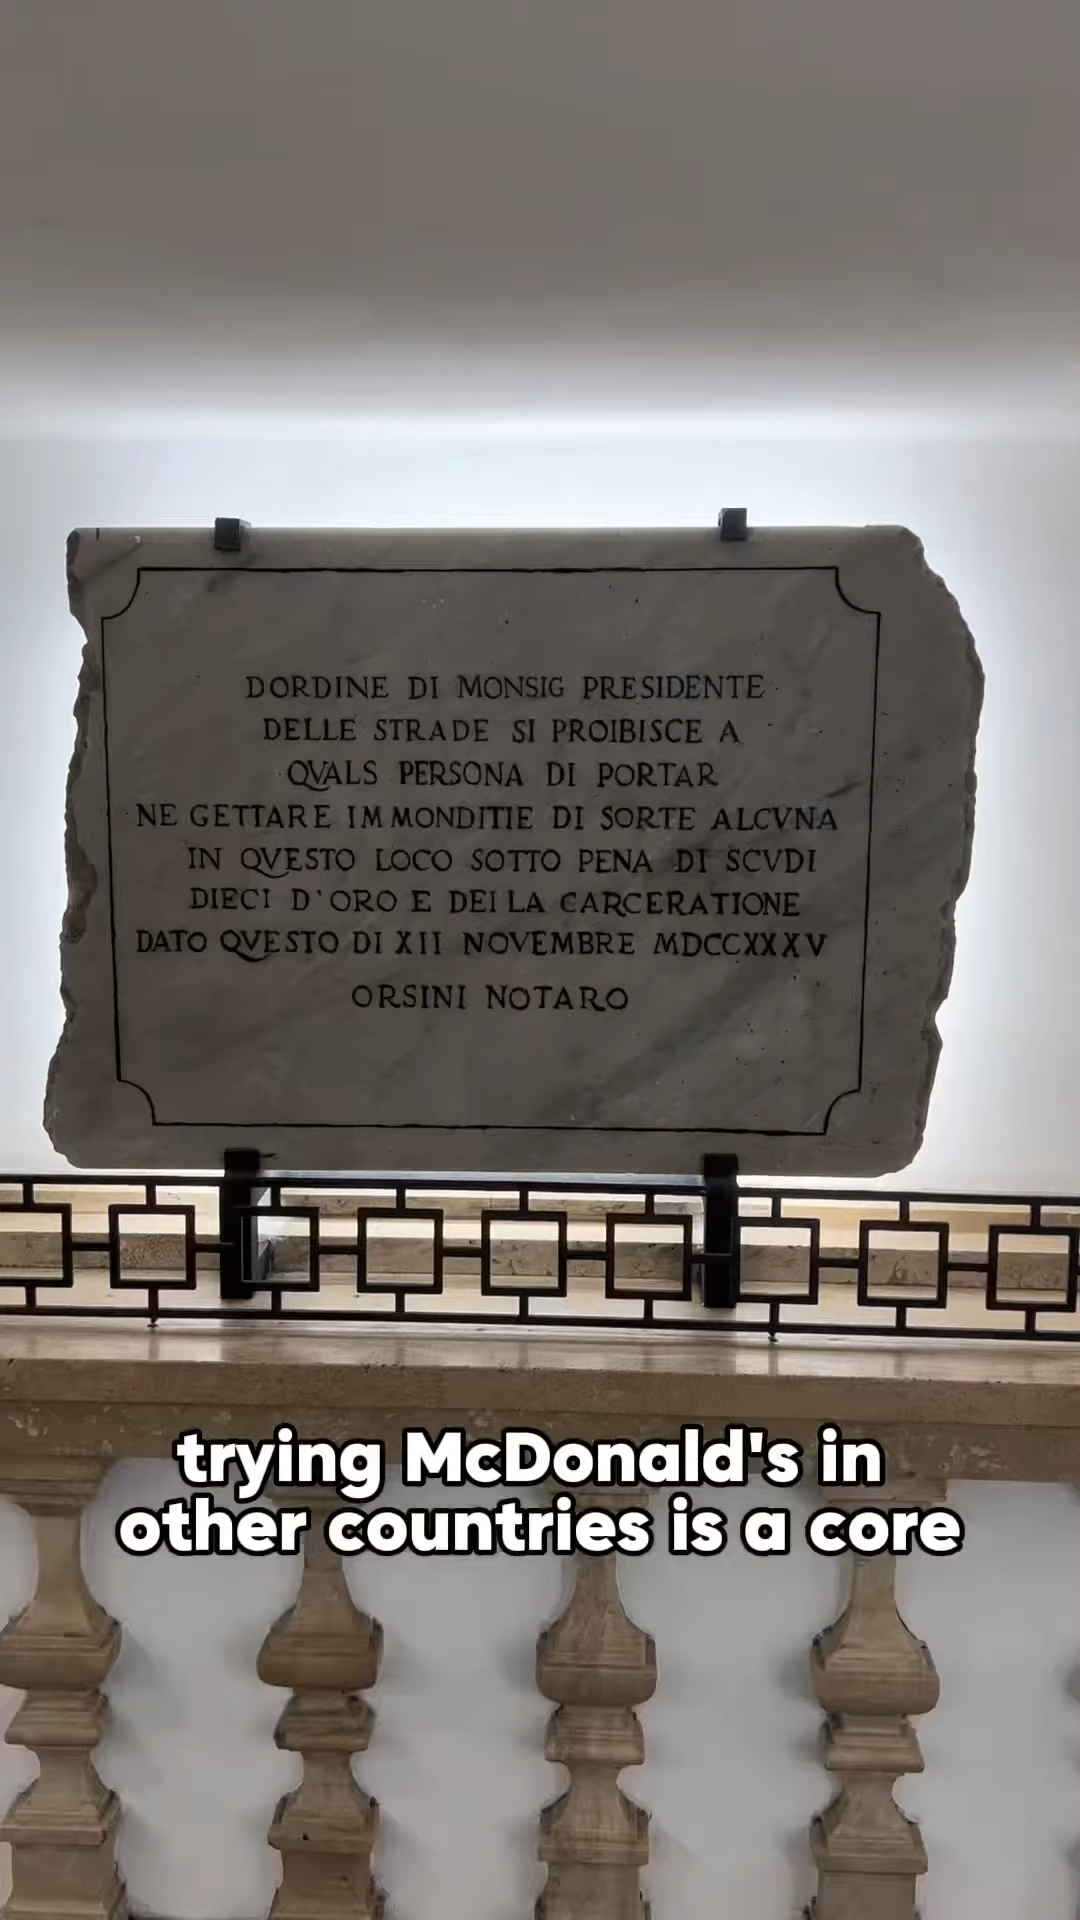 DORDINE DI MONSIG PRESIDENTE
DELLE STRADE SI PROIBISCE A
QVALS PERSONA DI PORTAR
NE GETTARE IMMONDITIE DI SORTE ALCVNA
IN QVESTO LOCO SOTTO PENA DI SCVDI
DIECI D'ORO E DELLA CARCERATIONE
DATO QVESTO DI XII NOVEMBRE MDCCXXXV
ORSINI NOTARO
trying McDonald's in
other countries is a core